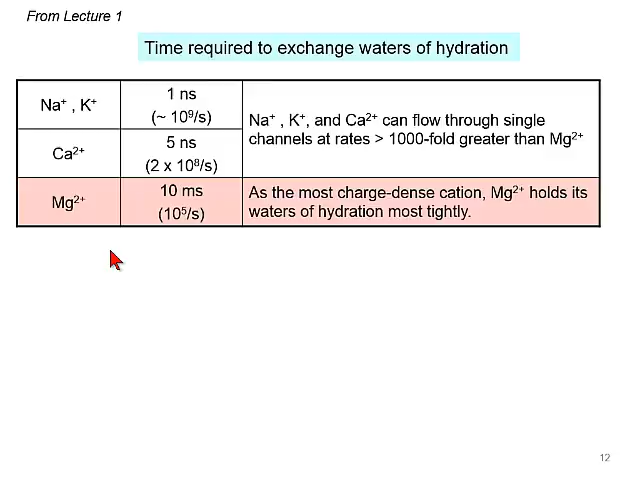 From Lecture 1
Time required to exchange waters of hydration
Na⁺ , K⁺
1 ns
(~ 10⁹/s)
Na⁺ , K⁺, and Ca²⁺ can flow through single
channels at rates > 1000-fold greater than Mg²⁺
Ca²⁺
5 ns
(2 x 10⁸/s)
Mg²⁺
10 ms
(10⁵/s)
As the most charge-dense cation, Mg²⁺ holds its
waters of hydration most tightly.
12